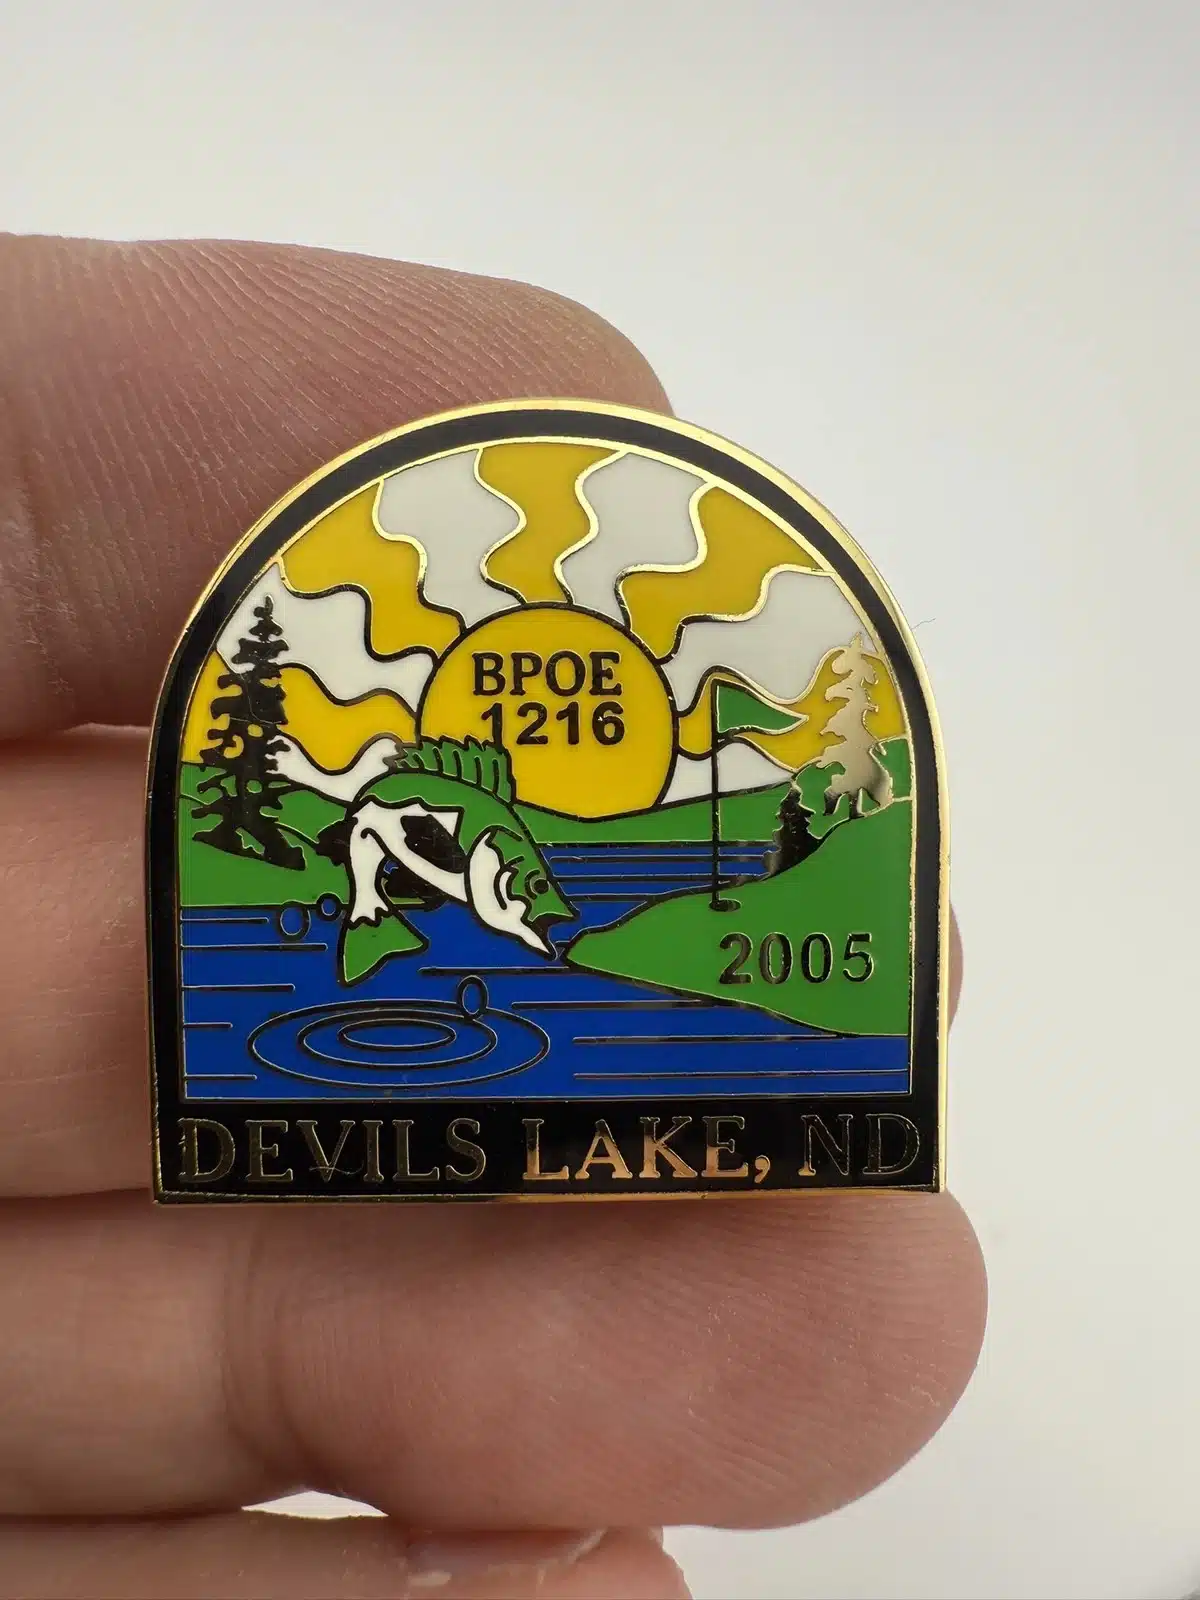 BPOE
1216
2005
DEVILS LAKE, ND